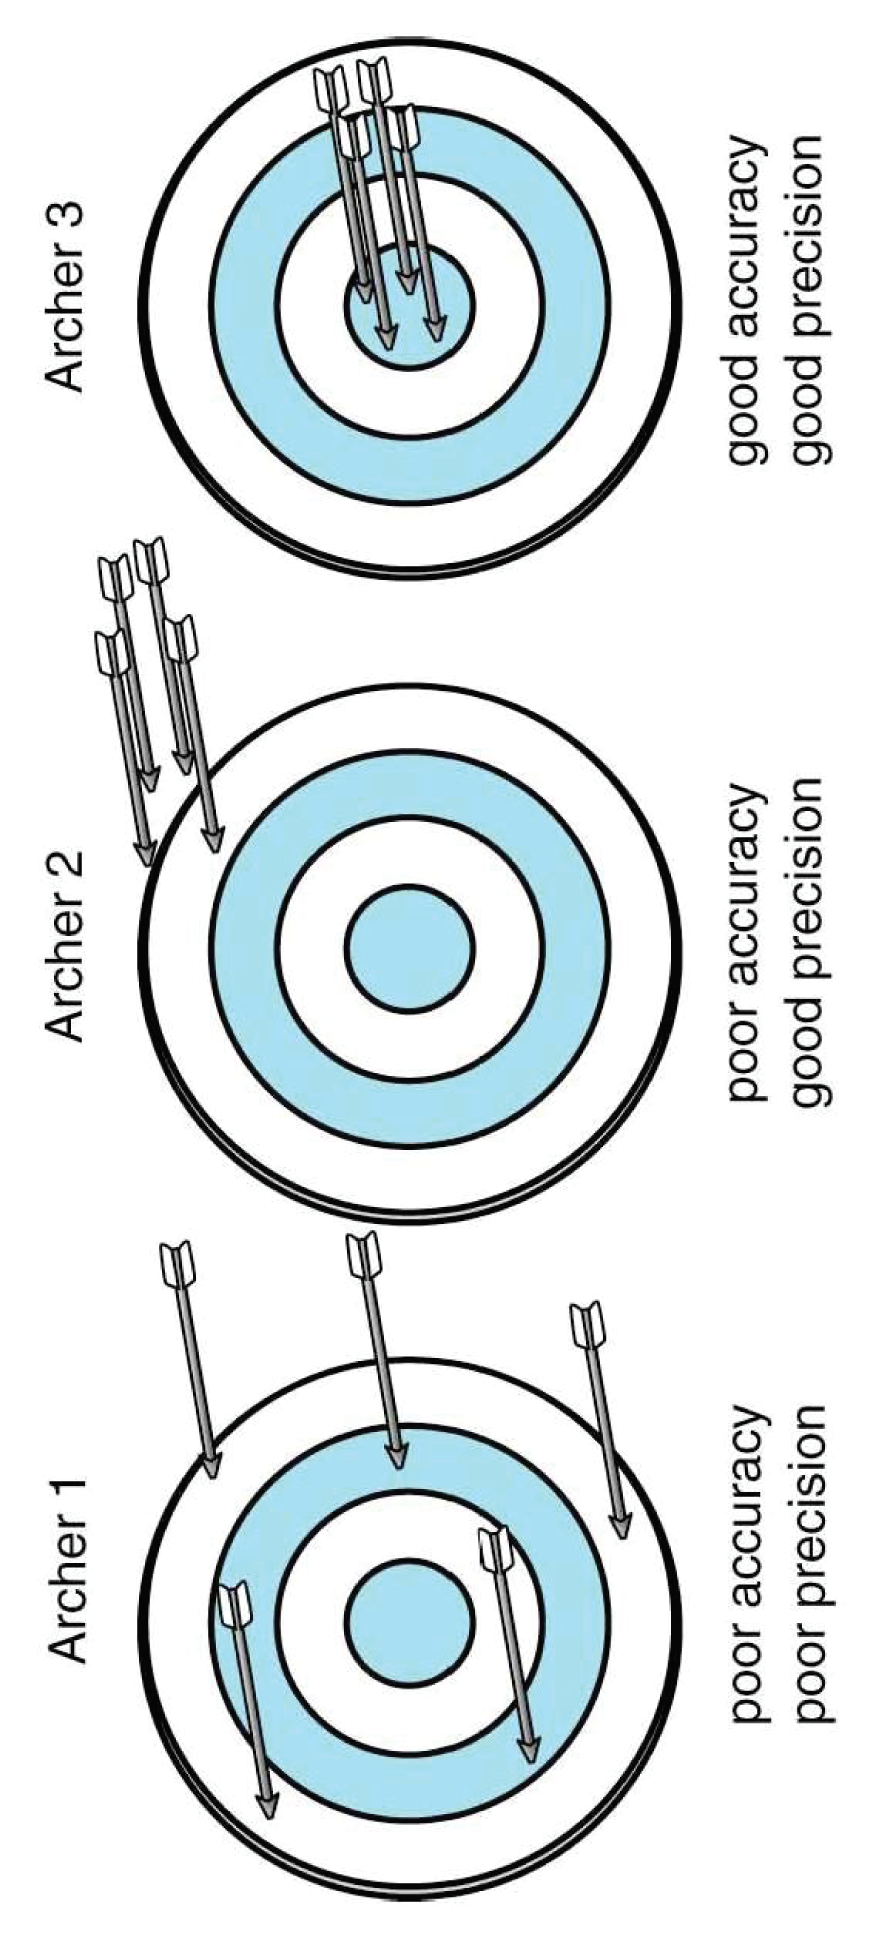 Archer 1
poor accuracy
poor precision
Archer 2
poor accuracy
good precision
Archer 3
good accuracy
good precision